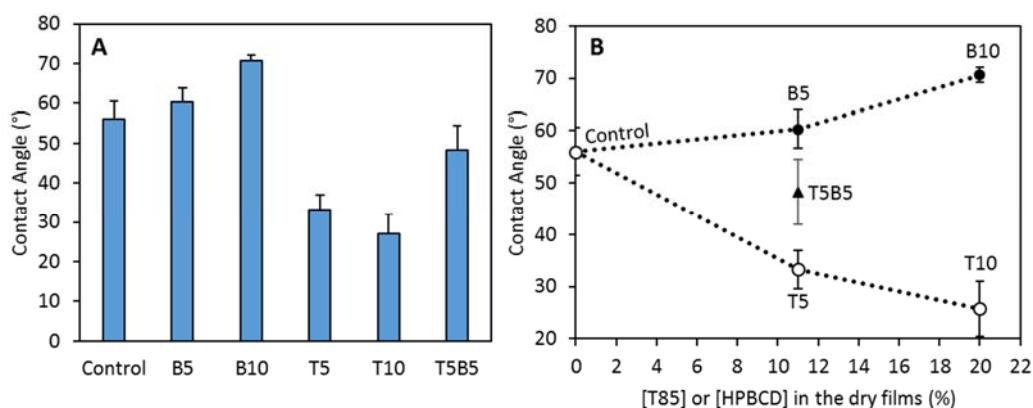 A
Contact Angle (°)
80
70
60
50
40
30
20
10
0
Control B5 B10 T5 T10 T5B5
B
Contact Angle (°)
80
70
60
50
40
30
20
B10
B5
Control
T5B5
T5
T10
0 2 4 6 8 10 12 14 16 18 20 22
[T85] or [HPBCD] in the dry films (%)